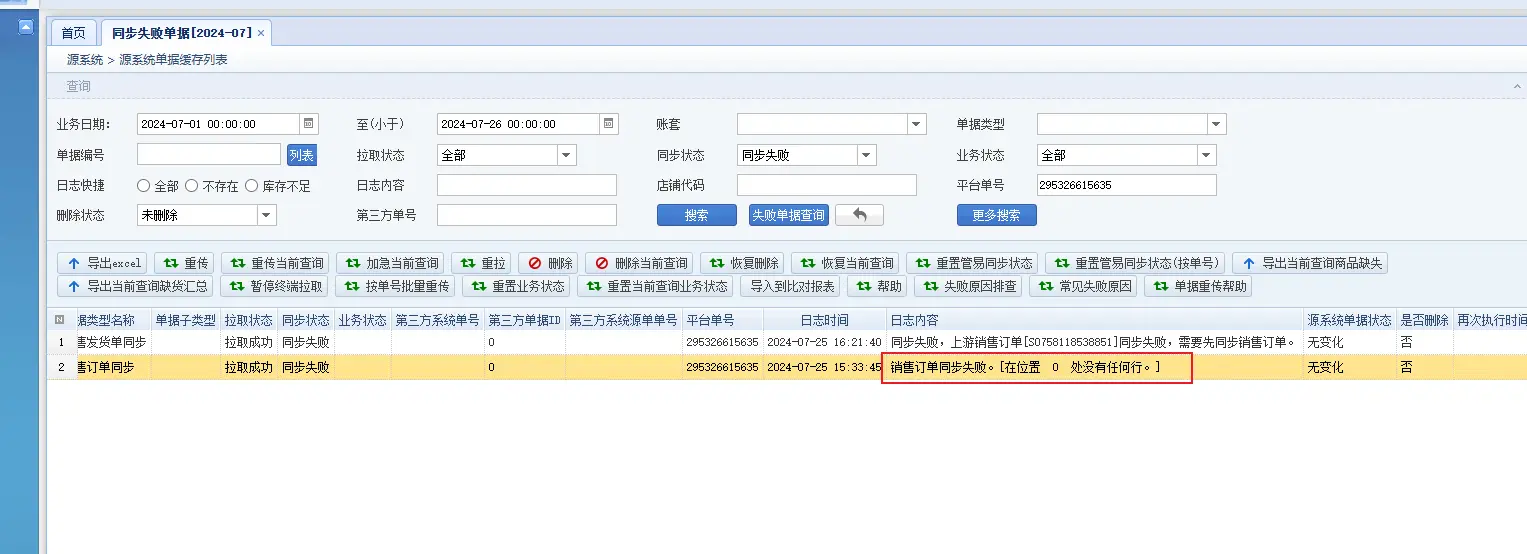 首页 同步失败单据[2024-07] ×
源系统 > 源系统单据缓存列表
查询
业务日期: 2024-07-01 00:00:00 至(小于) 2024-07-26 00:00:00 账套 单据类型
单据编号 列表 拉取状态 全部 同步状态 同步失败 业务状态 全部
日志快捷 全部 不存在 库存不足 日志内容 店铺代码 平台单号 295326615635
删除状态 未删除 第三方单号 搜索 失败单据查询 更多搜索
导出excel 重传 重传当前查询 加急当前查询 重拉 删除 删除当前查询 恢复删除 恢复当前查询 重置管易同步状态 重置管易同步状态(按单号) 导出当前查询商品缺失
导出当前查询缺货汇总 暂停终端拉取 按单号批量重传 重置业务状态 重置当前查询业务状态 导入到比对报表 帮助 失败原因排查 常见失败原因 单据重传帮助
据类型名称 单据子类型 拉取状态 同步状态 业务状态 第三方系统单号 第三方单据ID 第三方系统源单单号 平台单号 日志时间 日志内容 源系统单据状态 是否删除 再次执行时间
1 售发货单同步 拉取成功 同步失败 0 295326615635 2024-07-25 16:21:40 同步失败，上游销售订单[SO758118538851]同步失败，需要先同步销售订单。 无变化 否
2 售订单同步 拉取成功 同步失败 0 295326615635 2024-07-25 15:33:45 销售订单同步失败。[在位置 0 处没有任何行。] 无变化 否